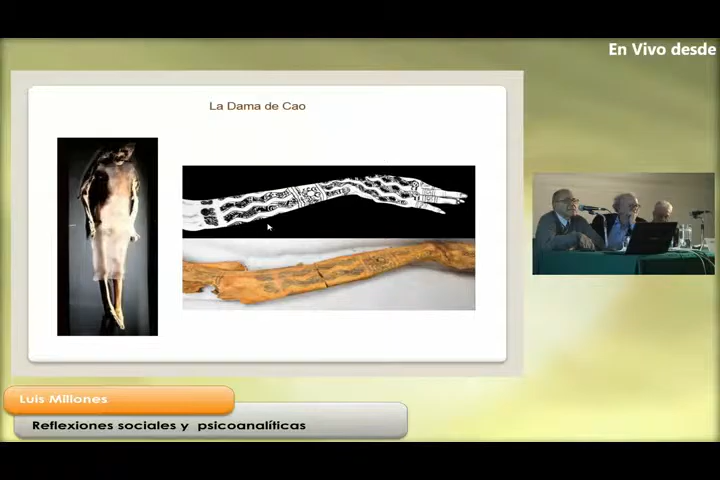 En Vivo desde
La Dama de Cao
Luis Millones
Reflexiones sociales y psicoanalíticas